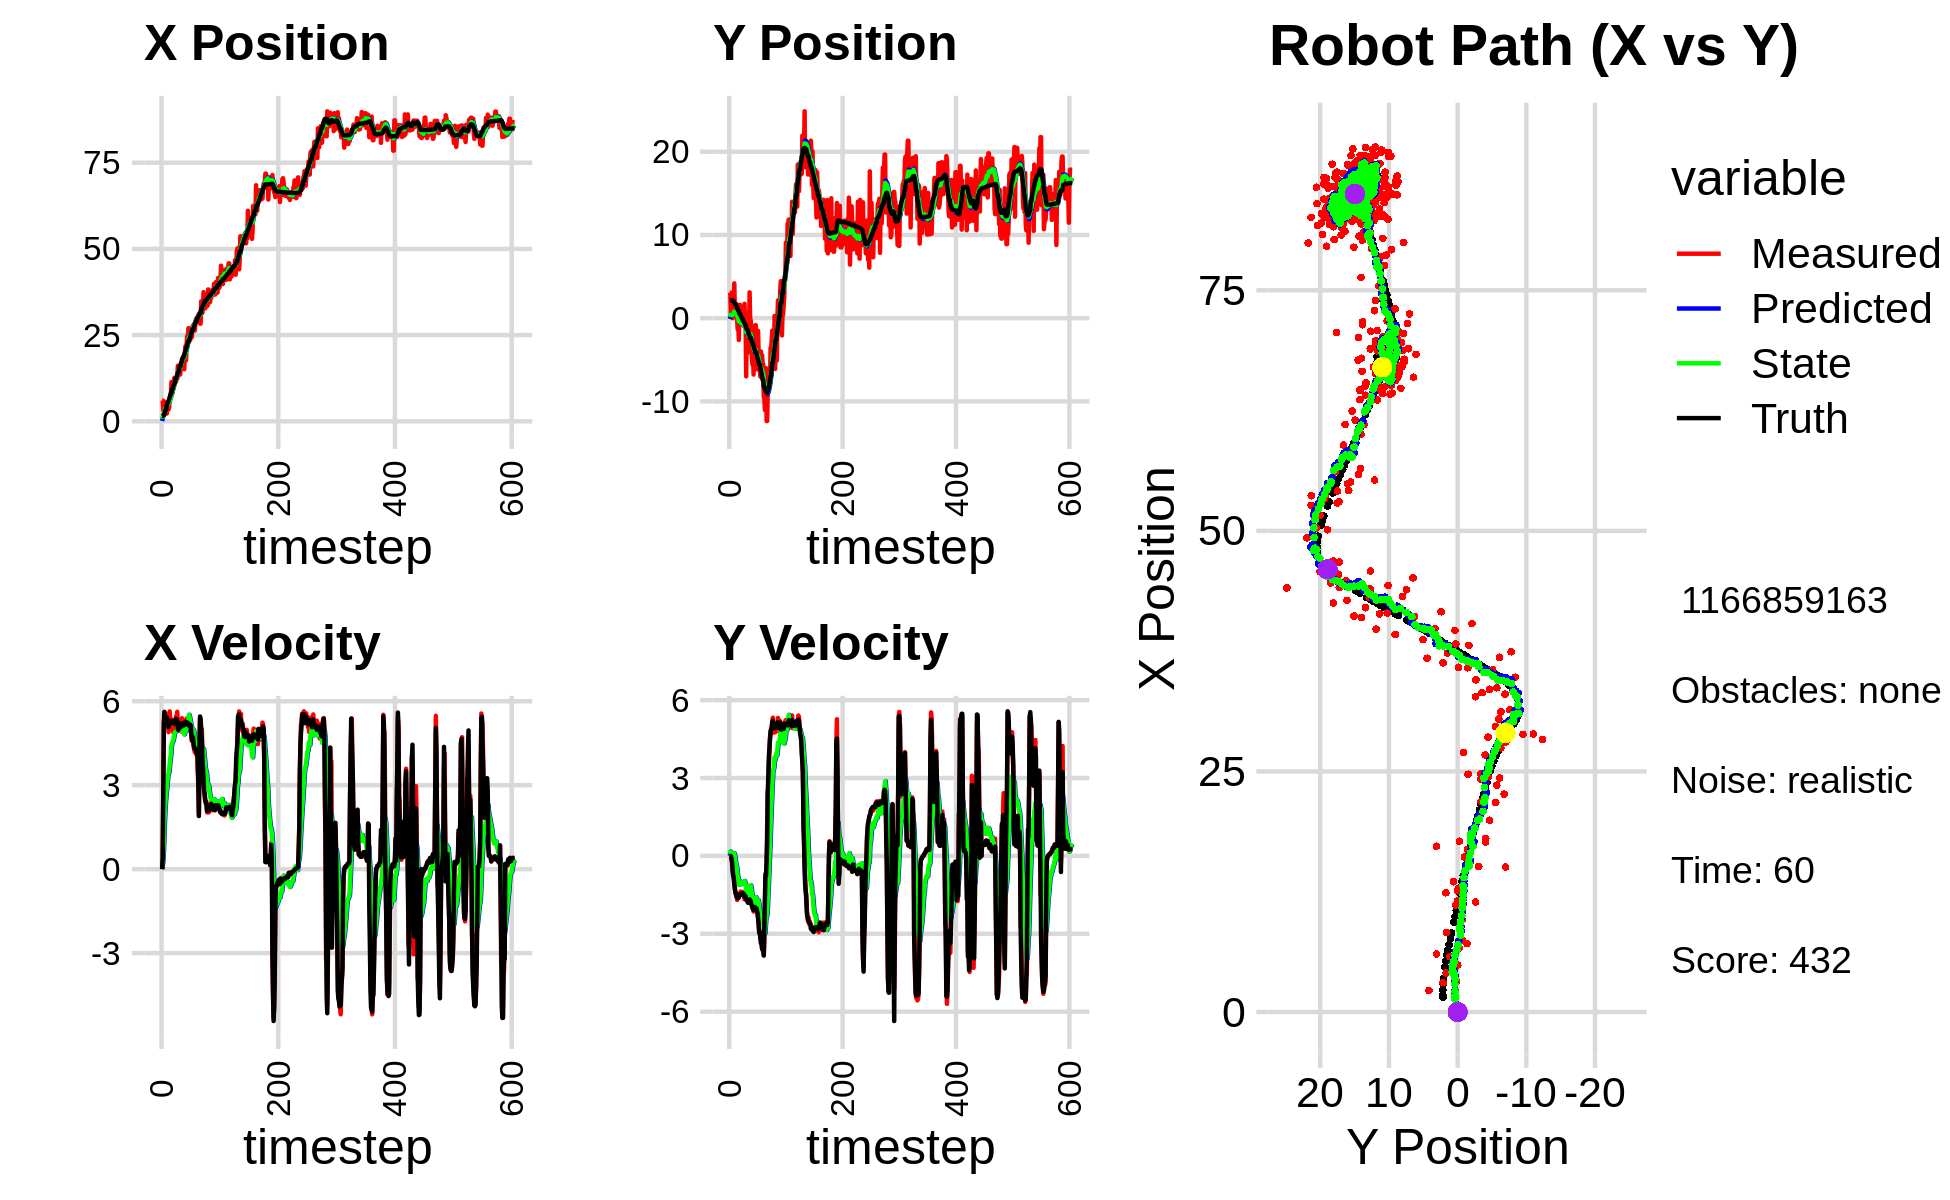 X Position
75
50
25
0
0
200
400
600
timestep
Y Position
20
10
0
-10
0
200
400
600
timestep
X Velocity
6
3
0
-3
0
200
400
600
timestep
Y Velocity
6
3
0
-3
-6
0
200
400
600
timestep
Robot Path (X vs Y)
X Position
75
50
25
0
20 10 0 -10 -20
Y Position
variable
Measured
Predicted
State
Truth
1166859163
Obstacles: none
Noise: realistic
Time: 60
Score: 432